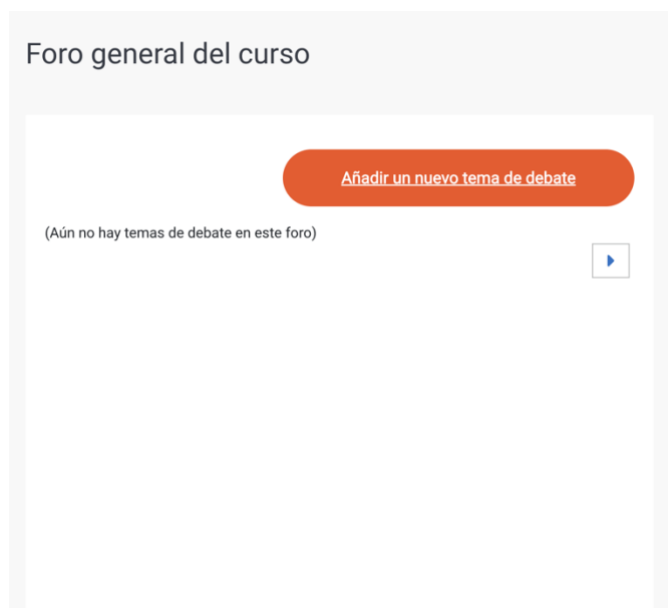 Foro general del curso
Añadir un nuevo tema de debate
(Aún no hay temas de debate en este foro)